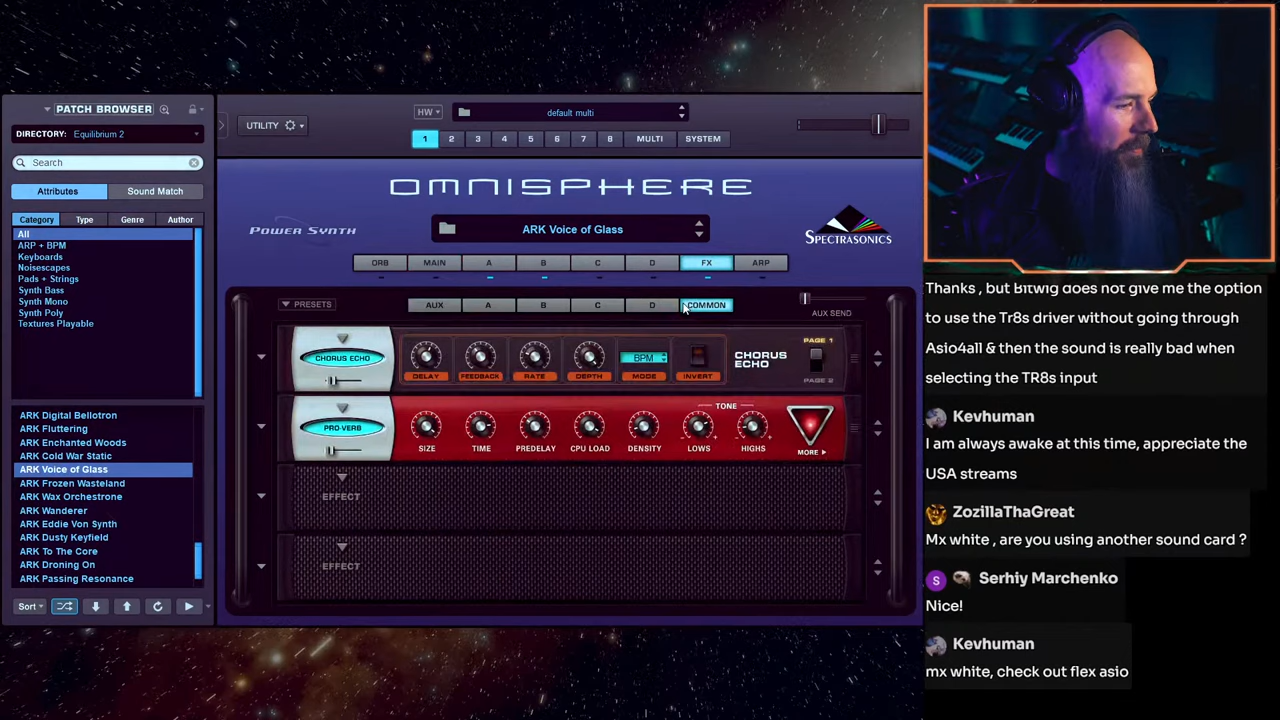 PATCH BROWSER
DIRECTORY: Equilibrium 2
Search
Attributes
Sound Match
Category
Type
Genre
Author
All
ARP + BPM
Keyboards
Noisescapes
Pads + Strings
Synth Bass
Synth Mono
Synth Poly
Textures Playable
ARK Digital Bellotron
ARK Fluttering
ARK Enchanted Woods
ARK Cold War Static
ARK Voice of Glass
ARK Frozen Wasteland
ARK Wax Orchestrone
ARK Wanderer
ARK Eddie Von Synth
ARK Dusty Keyfield
ARK To The Core
ARK Droning On
ARK Passing Resonance
Sort
UTILITY
HW
default multi
1 2 3 4 5 6 7 8 MULTI SYSTEM
OMNISPHERE
POWER SYNTH
ARK Voice of Glass
SPECTRASONICS
ORB MAIN A B C D FX ARP
PRESETS
AUX A B C D COMMON
AUX SEND
CHORUS ECHO
DELAY FEEDBACK RATE DEPTH MODE INVERT
BPM
CHORUS
ECHO
PAGE 1
PAGE 2
PRO-VERB
TONE
SIZE TIME PREDELAY CPU LOAD DENSITY LOWS HIGHS
MORE
EFFECT
EFFECT
Thanks , but bitwig does not give me the option
to use the Tr8s driver without going through
Asio4all & then the sound is really bad when
selecting the TR8s input
Kevhuman
I am always awake at this time, appreciate the
USA streams
ZozillaThaGreat
Mx white , are you using another sound card ?
S Serhiy Marchenko
Nice!
Kevhuman
mx white, check out flex asio